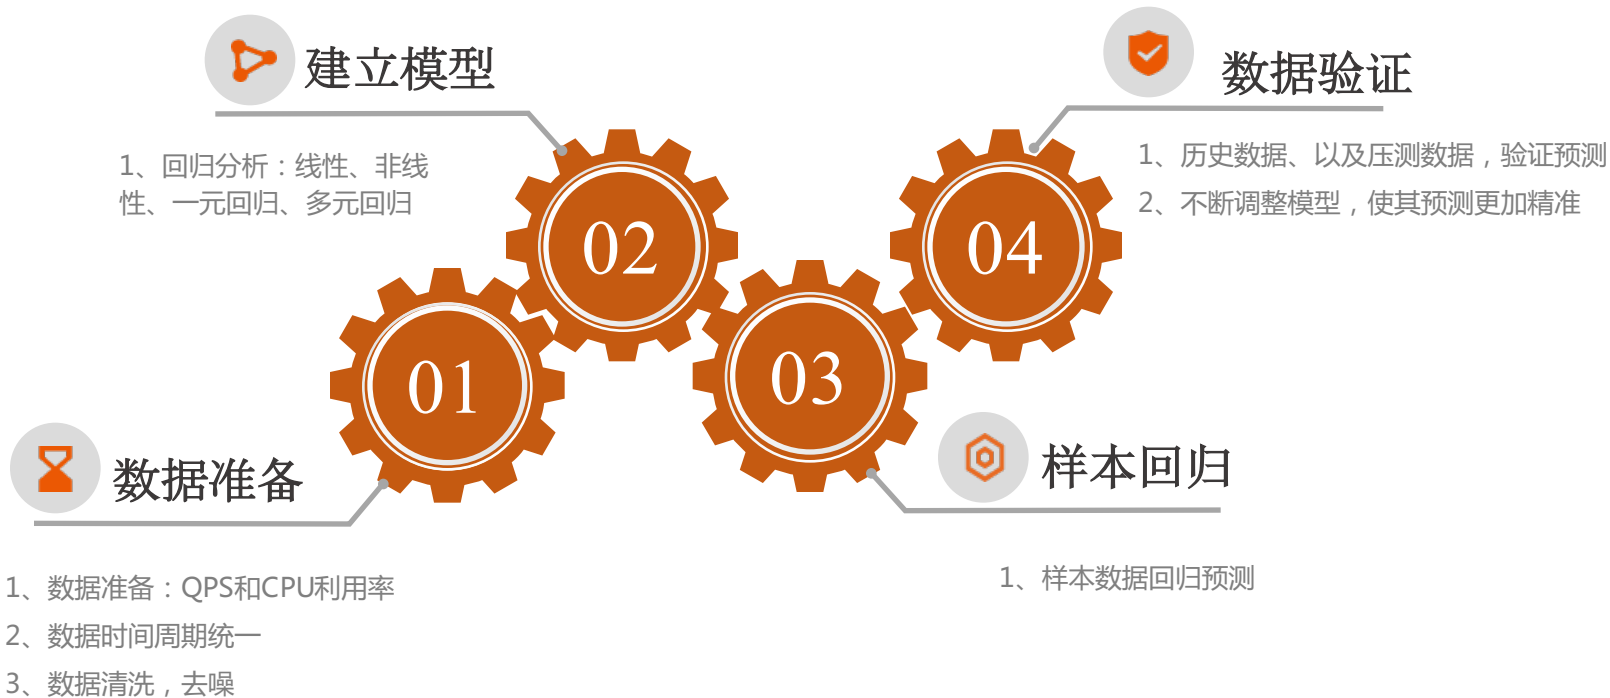 建立模型
1、回归分析：线性、非线
性、一元回归、多元回归
02
数据验证
1、历史数据、以及压测数据，验证预测
2、不断调整模型，使其预测更加精准
04
01
数据准备
1、数据准备：QPS和CPU利用率
2、数据时间周期统一
3、数据清洗，去噪
03
样本回归
1、样本数据回归预测